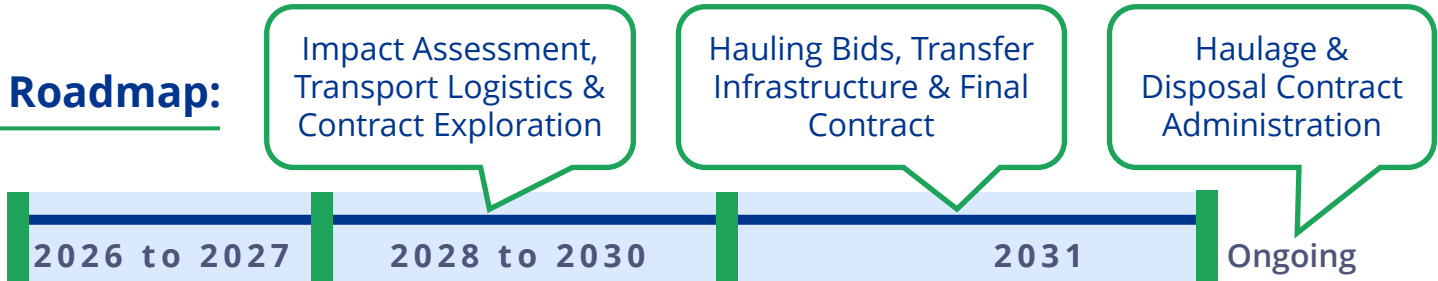 Roadmap:
Impact Assessment,
Transport Logistics &
Contract Exploration
Hauling Bids, Transfer
Infrastructure & Final
Contract
Haulage &
Disposal Contract
Administration
2026 to 2027
2028 to 2030
2031
Ongoing